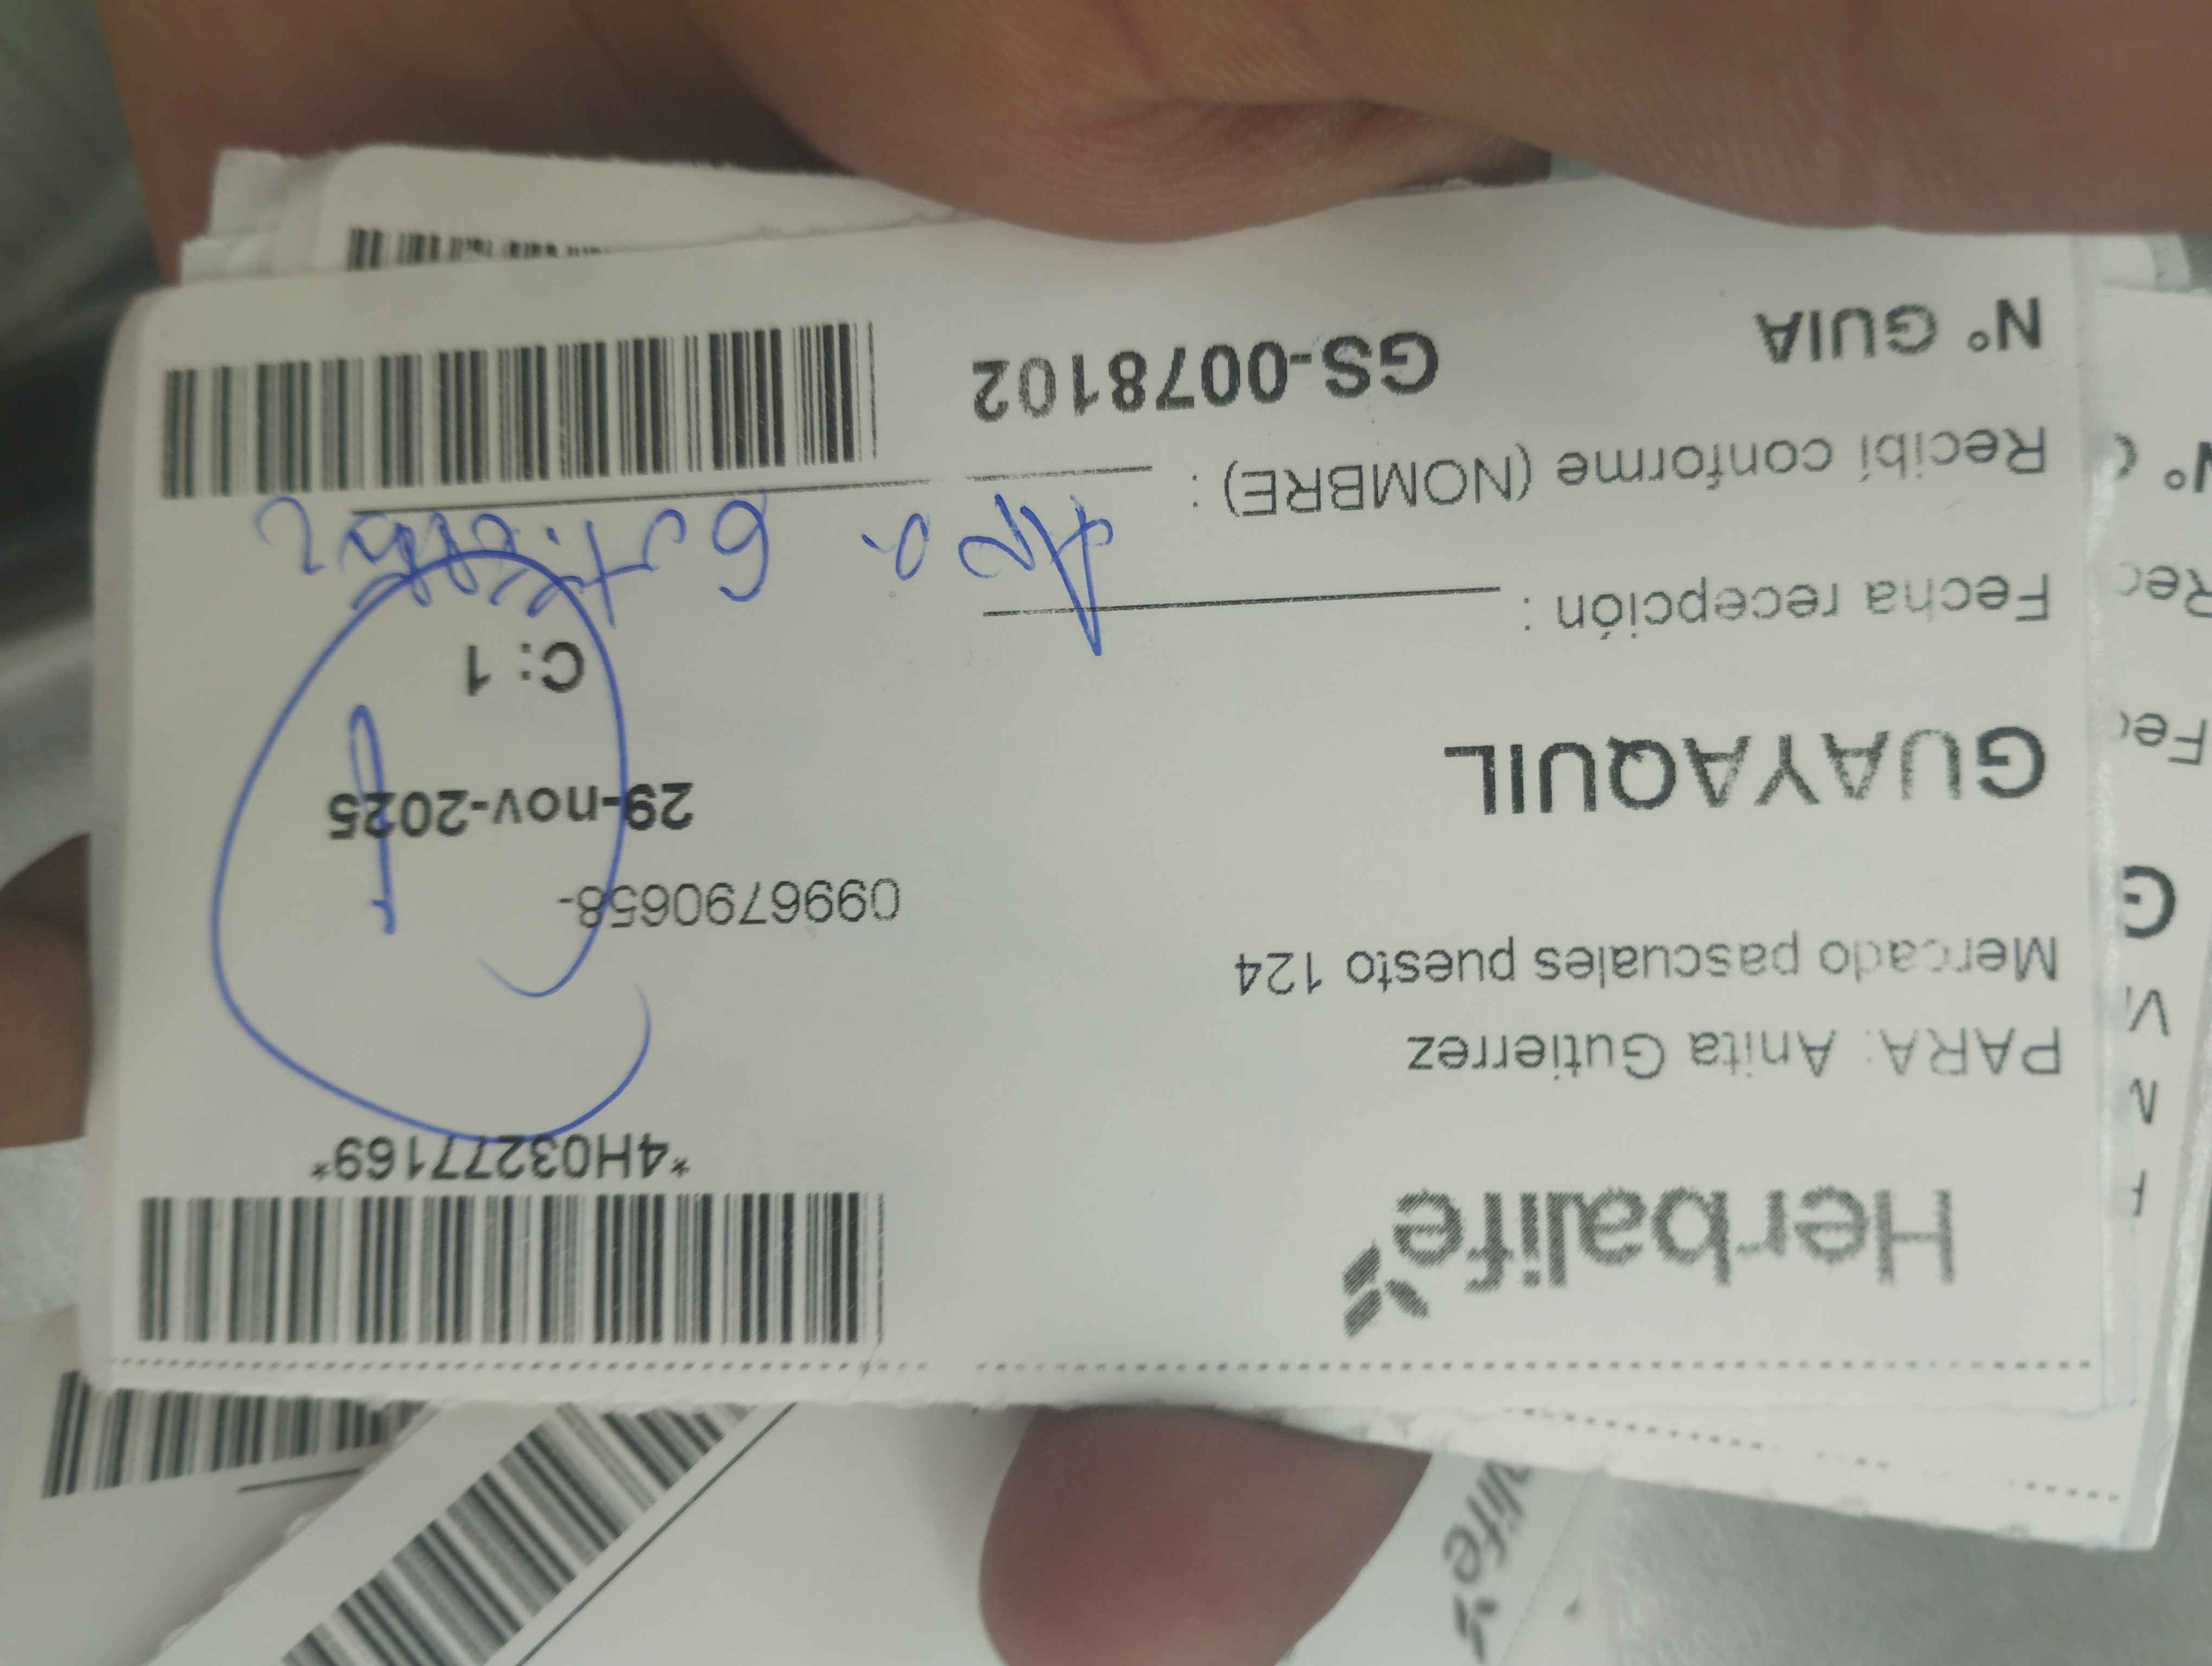 Herbalife
*4H03277169*
PARA: Anita Gutierrez
Mercado pascuales puesto 124
0996790658-
GUAYAQUIL
29-nov-2025
C: 1
Fecha recepción :
Recibí conforme (NOMBRE) :
N° GUIA
GS-0078102